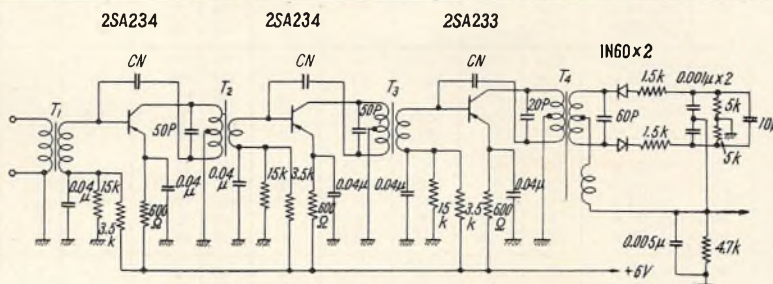 2SA234 2SA234 2SA233
1N60×2
CN CN CN
T1 T2 T3 T4
50P 50P 20P 60P
1.5k 0.001μ×2
5k 10μ
1.5k
5k
0.04μ 15k 0.04μ 0.04μ 15k 3.5k 0.04μ 0.04μ 15k 3.5k 0.04μ
3.5k 600Ω 600Ω 600Ω
0.005μ 4.7k
+6V